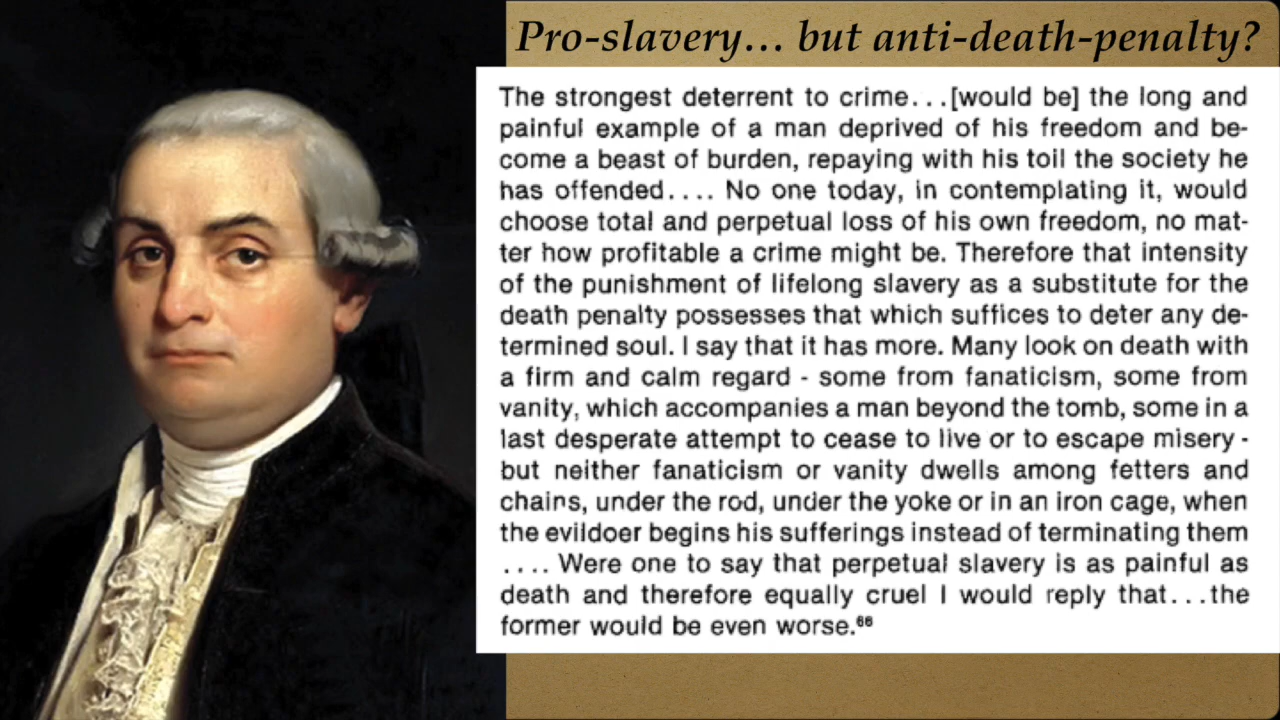 Pro-slavery… but anti-death-penalty?
The strongest deterrent to crime...[would be] the long and
painful example of a man deprived of his freedom and be-
come a beast of burden, repaying with his toil the society he
has offended.... No one today, in contemplating it, would
choose total and perpetual loss of his own freedom, no mat-
ter how profitable a crime might be. Therefore that intensity
of the punishment of lifelong slavery as a substitute for the
death penalty possesses that which suffices to deter any de-
termined soul. I say that it has more. Many look on death with
a firm and calm regard - some from fanaticism, some from
vanity, which accompanies a man beyond the tomb, some in a
last desperate attempt to cease to live or to escape misery -
but neither fanaticism or vanity dwells among fetters and
chains, under the rod, under the yoke or in an iron cage, when
the evildoer begins his sufferings instead of terminating them
.... Were one to say that perpetual slavery is as painful as
death and therefore equally cruel I would reply that...the
former would be even worse.⁶⁶